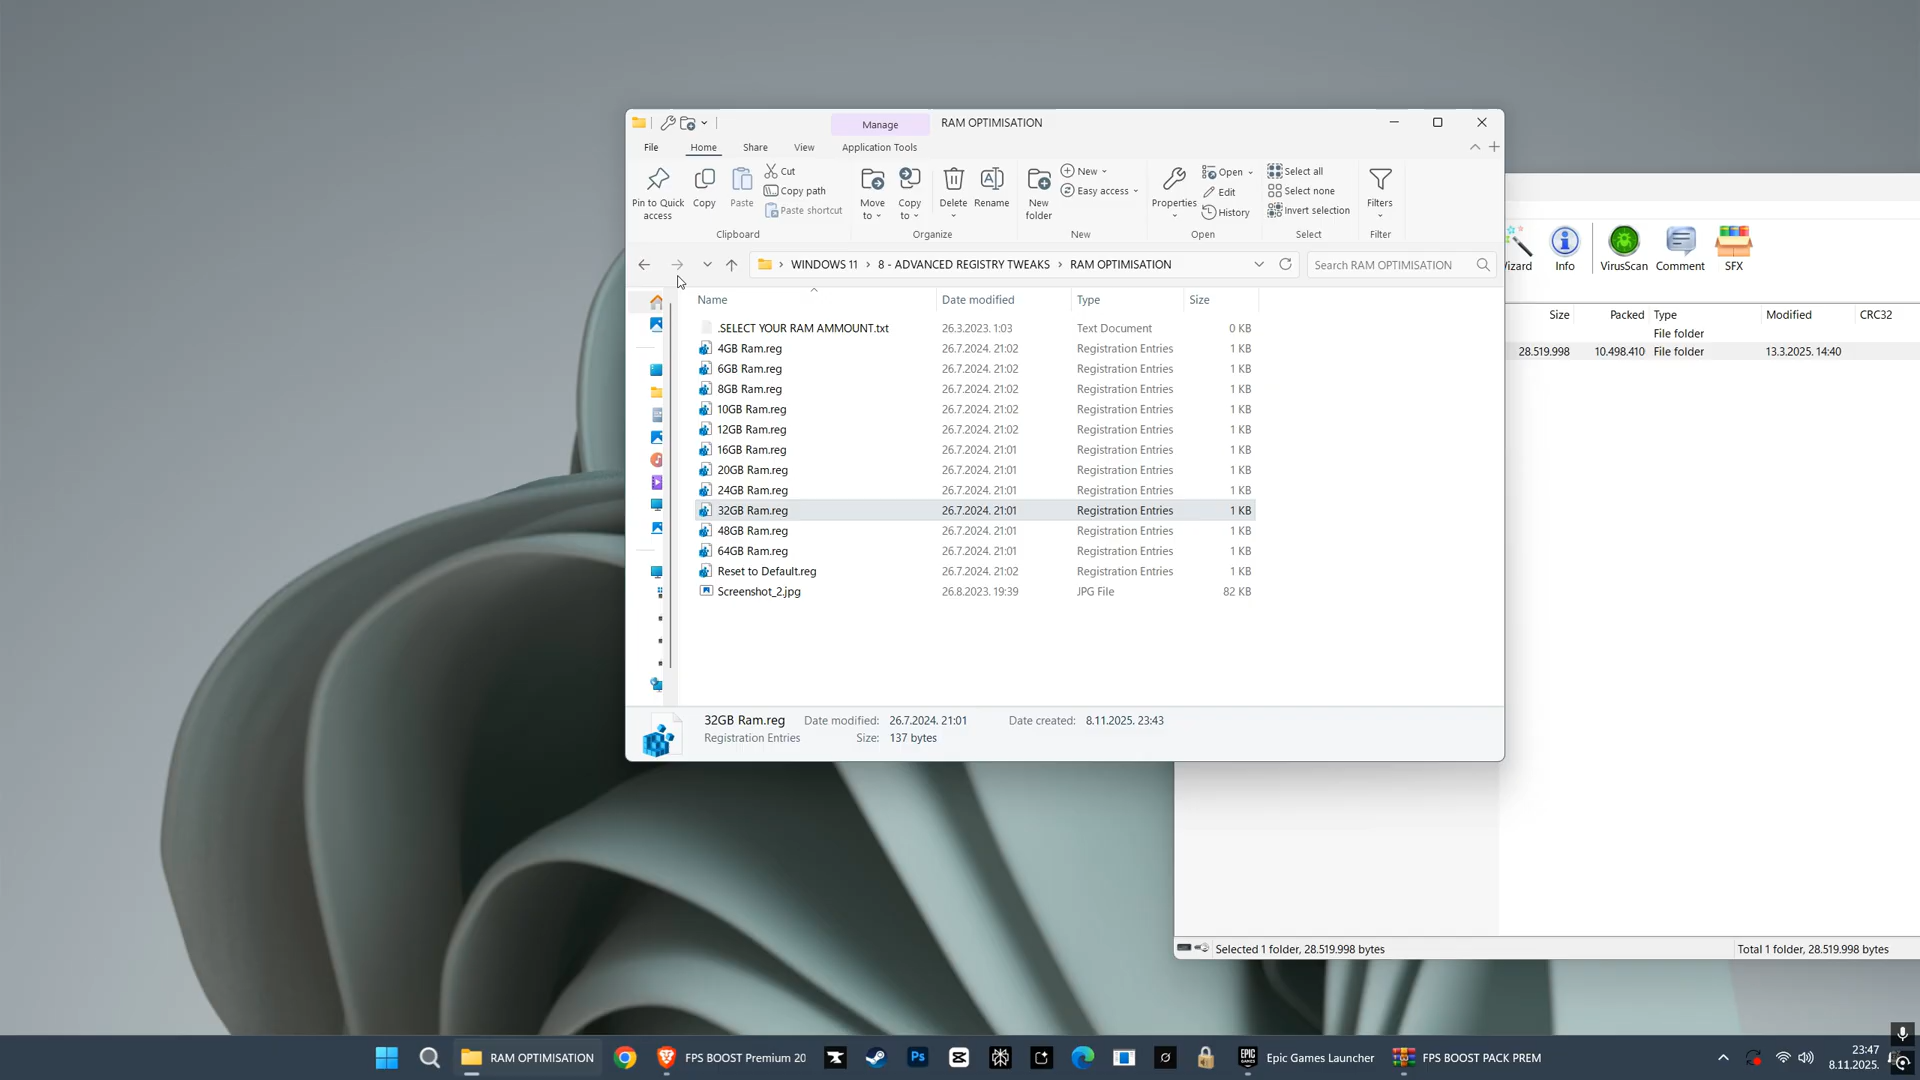 Manage
RAM OPTIMISATION
File
Home
Share
View
Application Tools
Pin to Quick access
Copy
Paste
Cut
Copy path
Paste shortcut
Clipboard
Move to
Copy to
Delete
Rename
Organize
New folder
New
Easy access
New
Properties
Open
Edit
History
Open
Select all
Select none
Invert selection
Select
Filters
Filter
WINDOWS 11 > 8 - ADVANCED REGISTRY TWEAKS > RAM OPTIMISATION
Search RAM OPTIMISATION
Name Date modified Type Size
.SELECT YOUR RAM AMMOUNT.txt 26.3.2023. 1:03 Text Document 0 KB
4GB Ram.reg 26.7.2024. 21:02 Registration Entries 1 KB
6GB Ram.reg 26.7.2024. 21:02 Registration Entries 1 KB
8GB Ram.reg 26.7.2024. 21:02 Registration Entries 1 KB
10GB Ram.reg 26.7.2024. 21:02 Registration Entries 1 KB
12GB Ram.reg 26.7.2024. 21:02 Registration Entries 1 KB
16GB Ram.reg 26.7.2024. 21:01 Registration Entries 1 KB
20GB Ram.reg 26.7.2024. 21:01 Registration Entries 1 KB
24GB Ram.reg 26.7.2024. 21:01 Registration Entries 1 KB
32GB Ram.reg 26.7.2024. 21:01 Registration Entries 1 KB
48GB Ram.reg 26.7.2024. 21:01 Registration Entries 1 KB
64GB Ram.reg 26.7.2024. 21:01 Registration Entries 1 KB
Reset to Default.reg 26.7.2024. 21:02 Registration Entries 1 KB
Screenshot_2.jpg 26.8.2023. 19:39 JPG File 82 KB
32GB Ram.reg Date modified: 26.7.2024. 21:01 Date created: 8.11.2025. 23:43
Registration Entries Size: 137 bytes
Wizard
Info
VirusScan
Comment
SFX
Size Packed Type Modified CRC32
File folder
28.519.998 10.498.410 File folder 13.3.2025. 14:40
Selected 1 folder, 28.519.998 bytes
Total 1 folder, 28.519.998 bytes
RAM OPTIMISATION
FPS BOOST Premium 20
Ps
EPIC GAMES
Epic Games Launcher
FPS BOOST PACK PREM
23:47
8.11.2025.